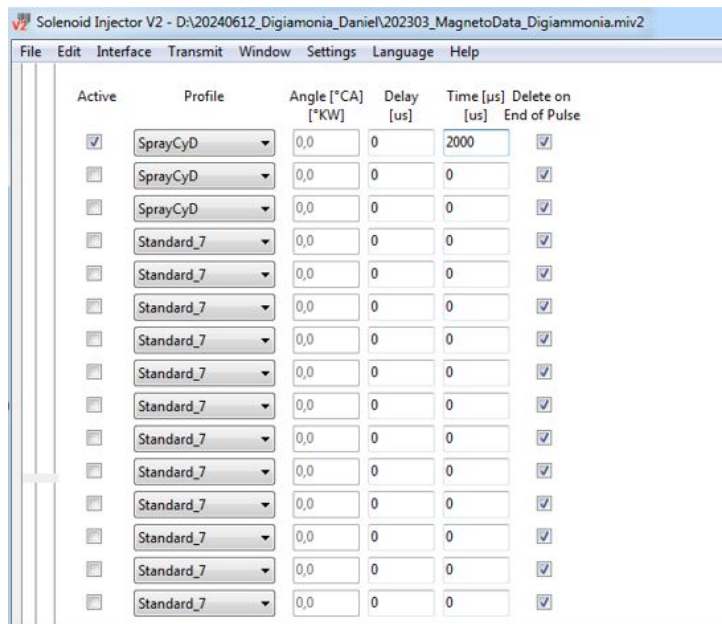 V2 Solenoid Injector V2 - D:\20240612_Digiamonia_Daniel\202303_MagnetoData_Digiammonia.miv2
File Edit Interface Transmit Window Settings Language Help
Active Profile Angle [°CA] Delay Time [µs] Delete on
[°KW] [us] [us] End of Pulse
SprayCyD 0,0 0 2000
SprayCyD 0,0 0 0
SprayCyD 0,0 0 0
Standard_7 0,0 0 0
Standard_7 0,0 0 0
Standard_7 0,0 0 0
Standard_7 0,0 0 0
Standard_7 0,0 0 0
Standard_7 0,0 0 0
Standard_7 0,0 0 0
Standard_7 0,0 0 0
Standard_7 0,0 0 0
Standard_7 0,0 0 0
Standard_7 0,0 0 0
Standard_7 0,0 0 0